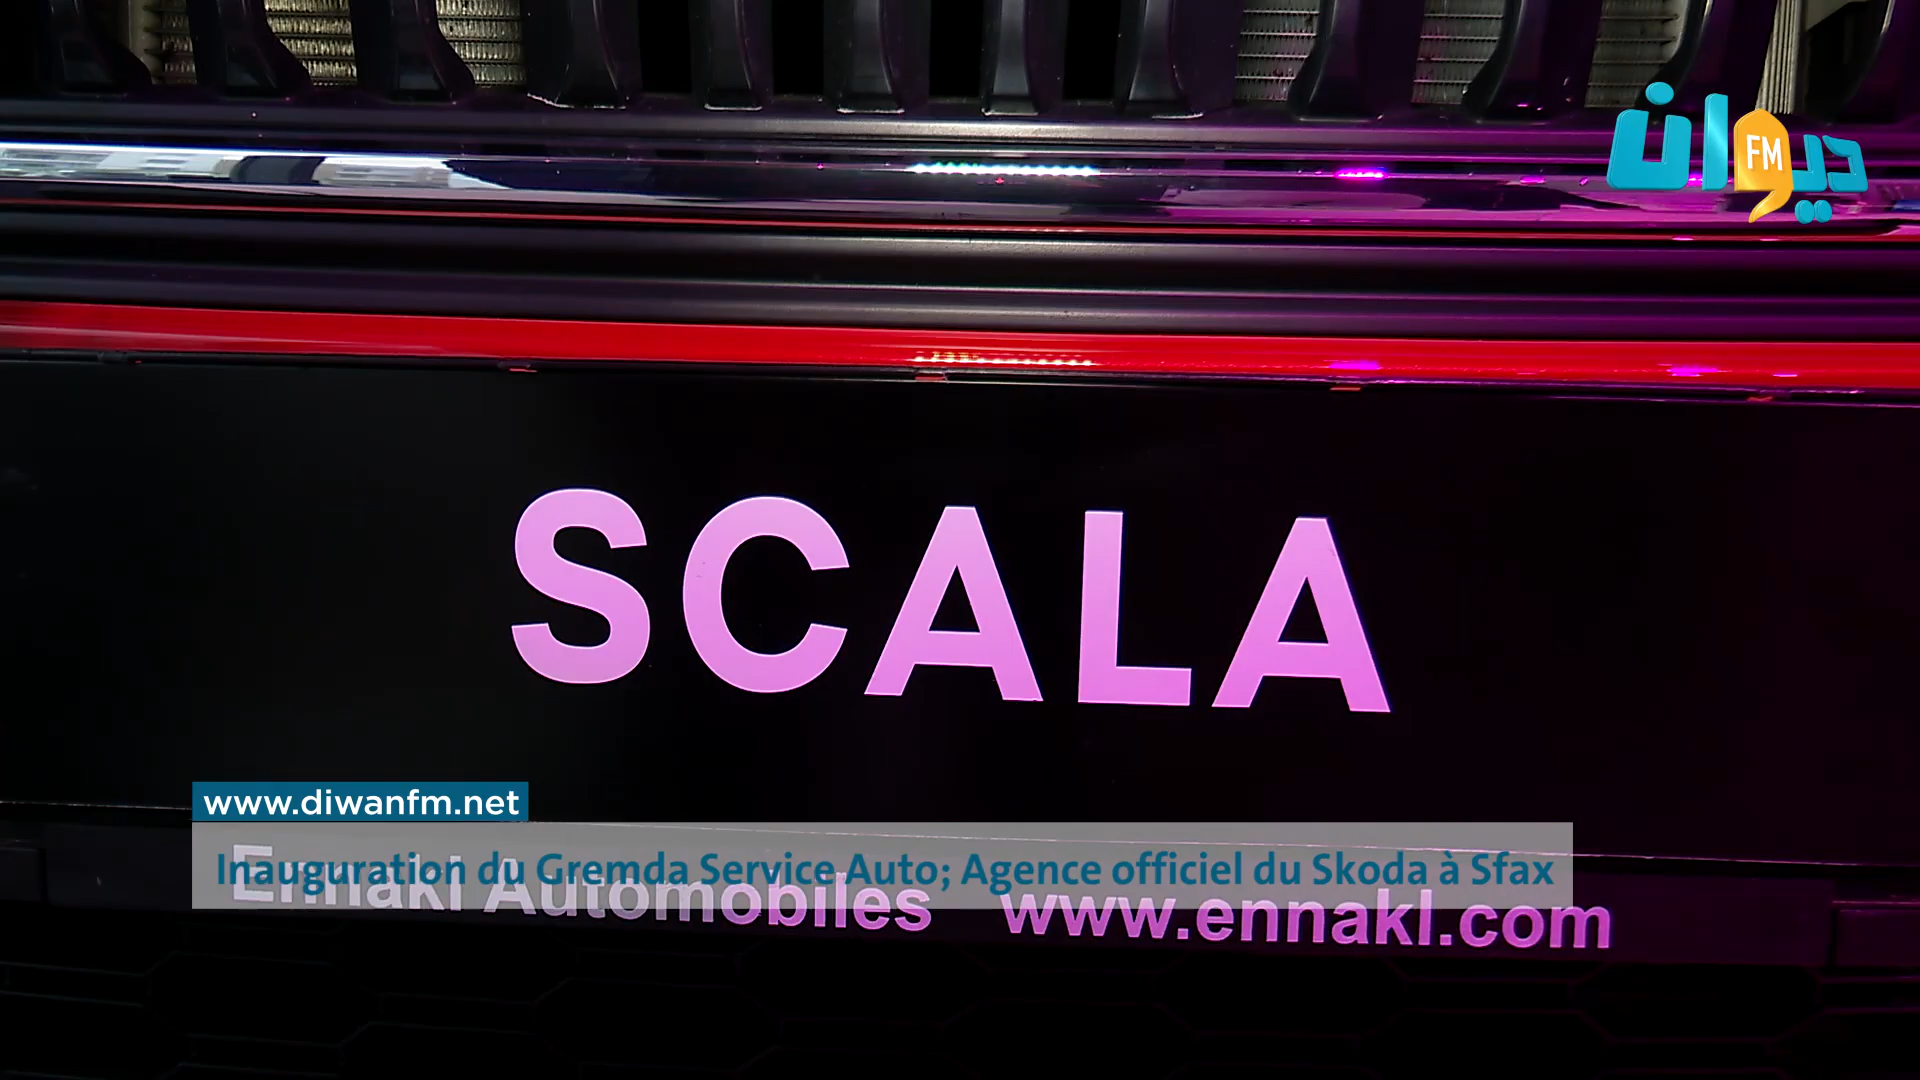 ديوان FM
SCALA
www.diwanfm.net
Inauguration du Gremda Service Auto; Agence officiel du Skoda à Sfax
Ennakl Automobiles www.ennakl.com